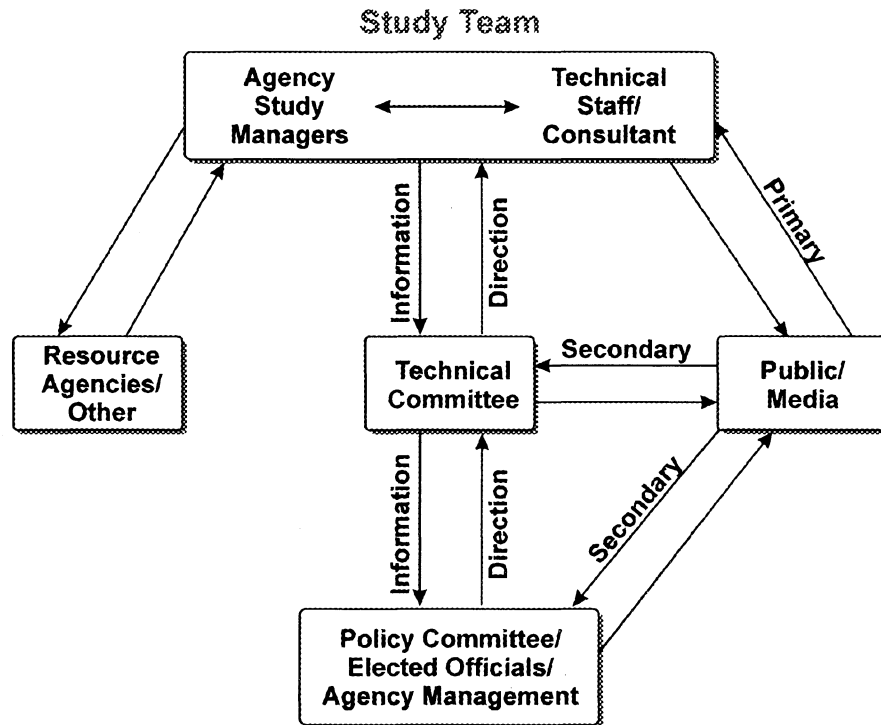 Study Team
Agency
Study
Managers
Technical
Staff/
Consultant
Information
Direction
Primary
Resource
Agencies/
Other
Technical
Committee
Secondary
Public/
Media
Information
Direction
Secondary
Policy Committee/
Elected Officials/
Agency Management